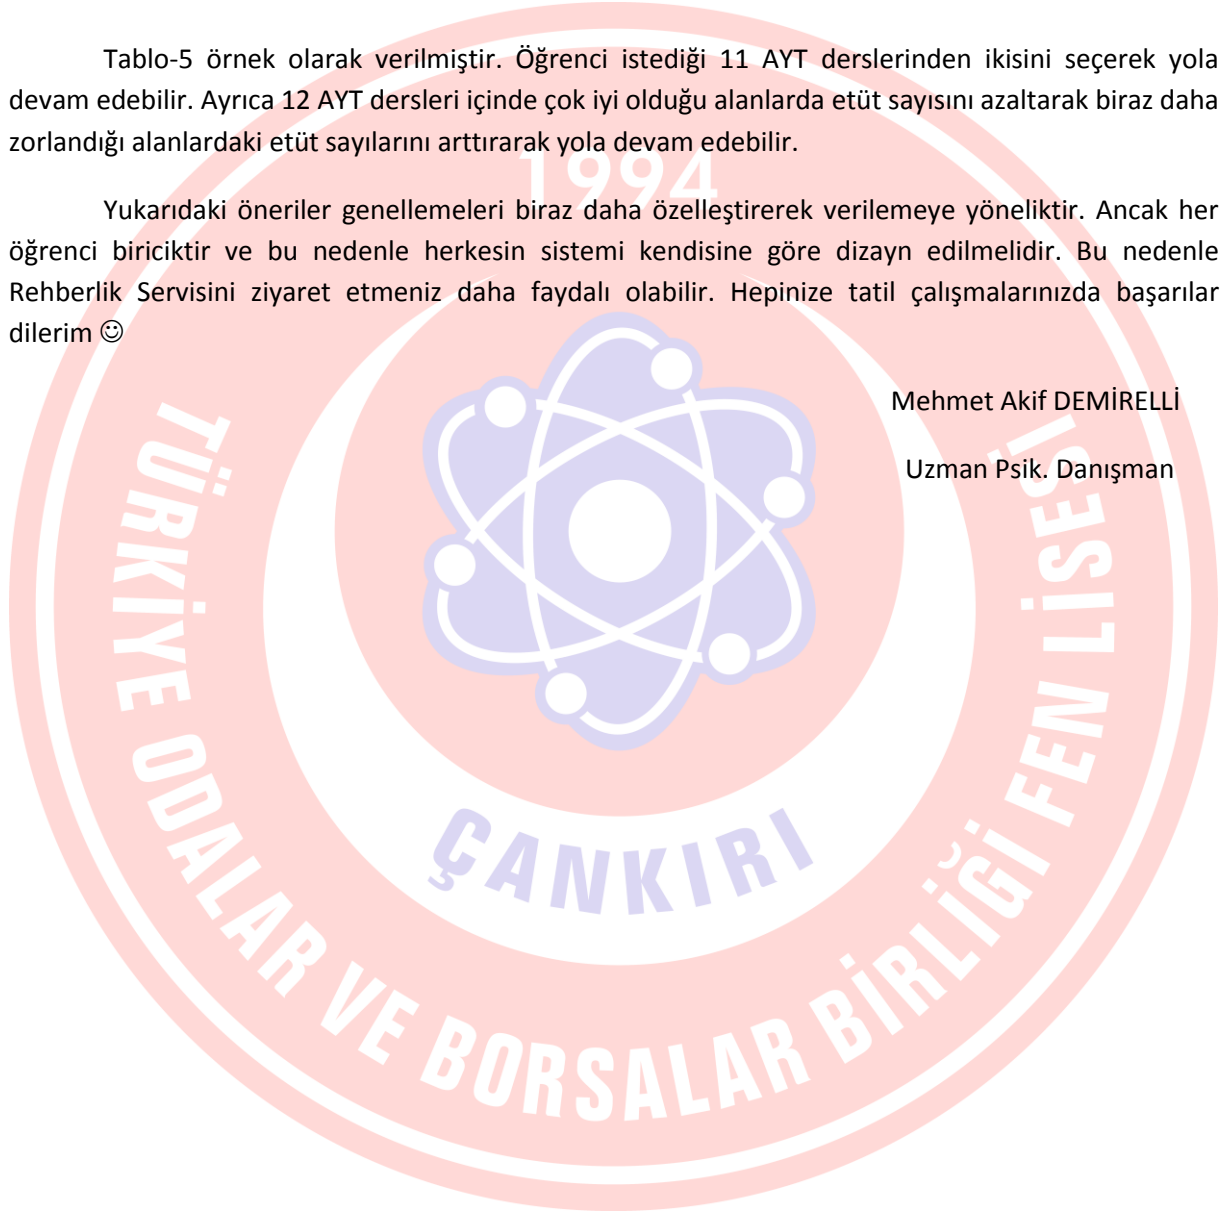 Tablo-5 örnek olarak verilmiştir. Öğrenci istediği 11 AYT derslerinden ikisini seçerek yola
devam edebilir. Ayrıca 12 AYT dersleri içinde çok iyi olduğu alanlarda etüt sayısını azaltarak biraz daha
zorlandığı alanlardaki etüt sayılarını arttırarak yola devam edebilir.
Yukarıdaki öneriler genellemeleri biraz daha özelleştirerek verilemeye yöneliktir. Ancak her
öğrenci biriciktir ve bu nedenle herkesin sistemi kendisine göre dizayn edilmelidir. Bu nedenle
Rehberlik Servisini ziyaret etmeniz daha faydalı olabilir. Hepinize tatil çalışmalarınızda başarılar
dilerim ☺
Mehmet Akif DEMİRELLİ
Uzman Psik. Danışman
1994
TÜRKİYE ODALAR VE BORSALAR BİRLİĞİ FEN LİSESİ
ÇANKIRI